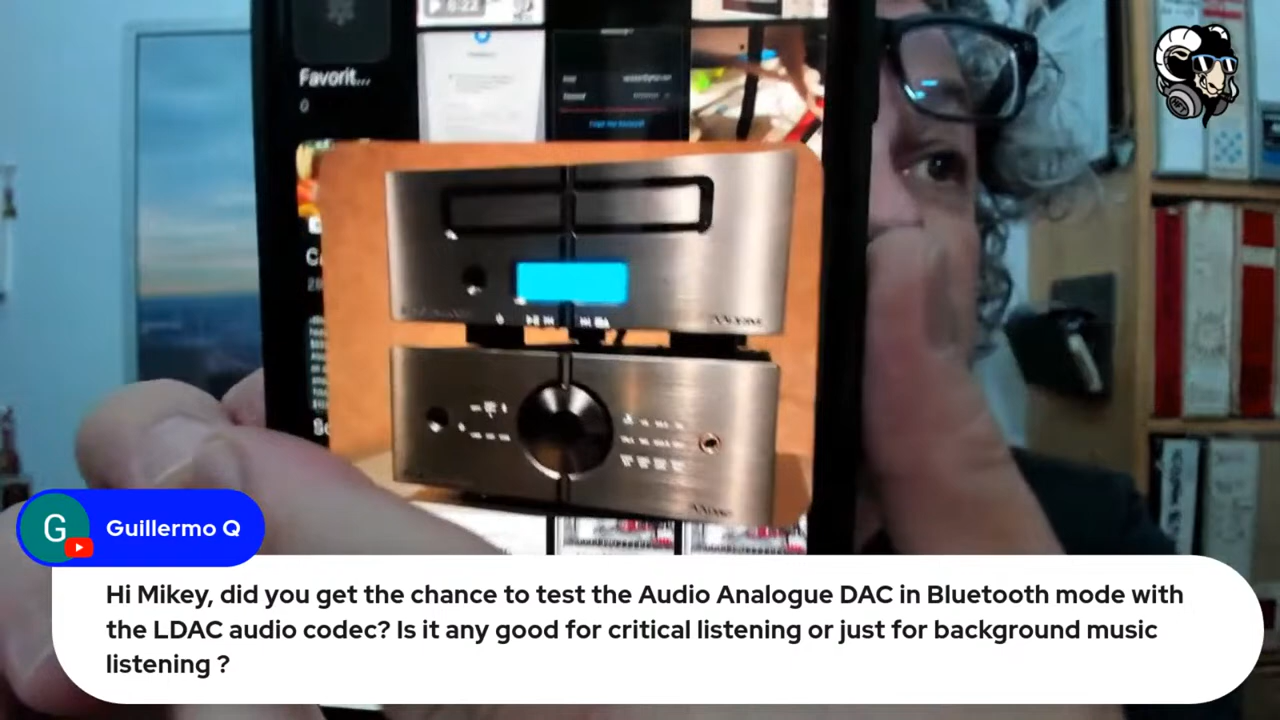 Favorit...
0
Guillermo Q
Hi Mikey, did you get the chance to test the Audio Analogue DAC in Bluetooth mode with
the LDAC audio codec? Is it any good for critical listening or just for background music
listening ?